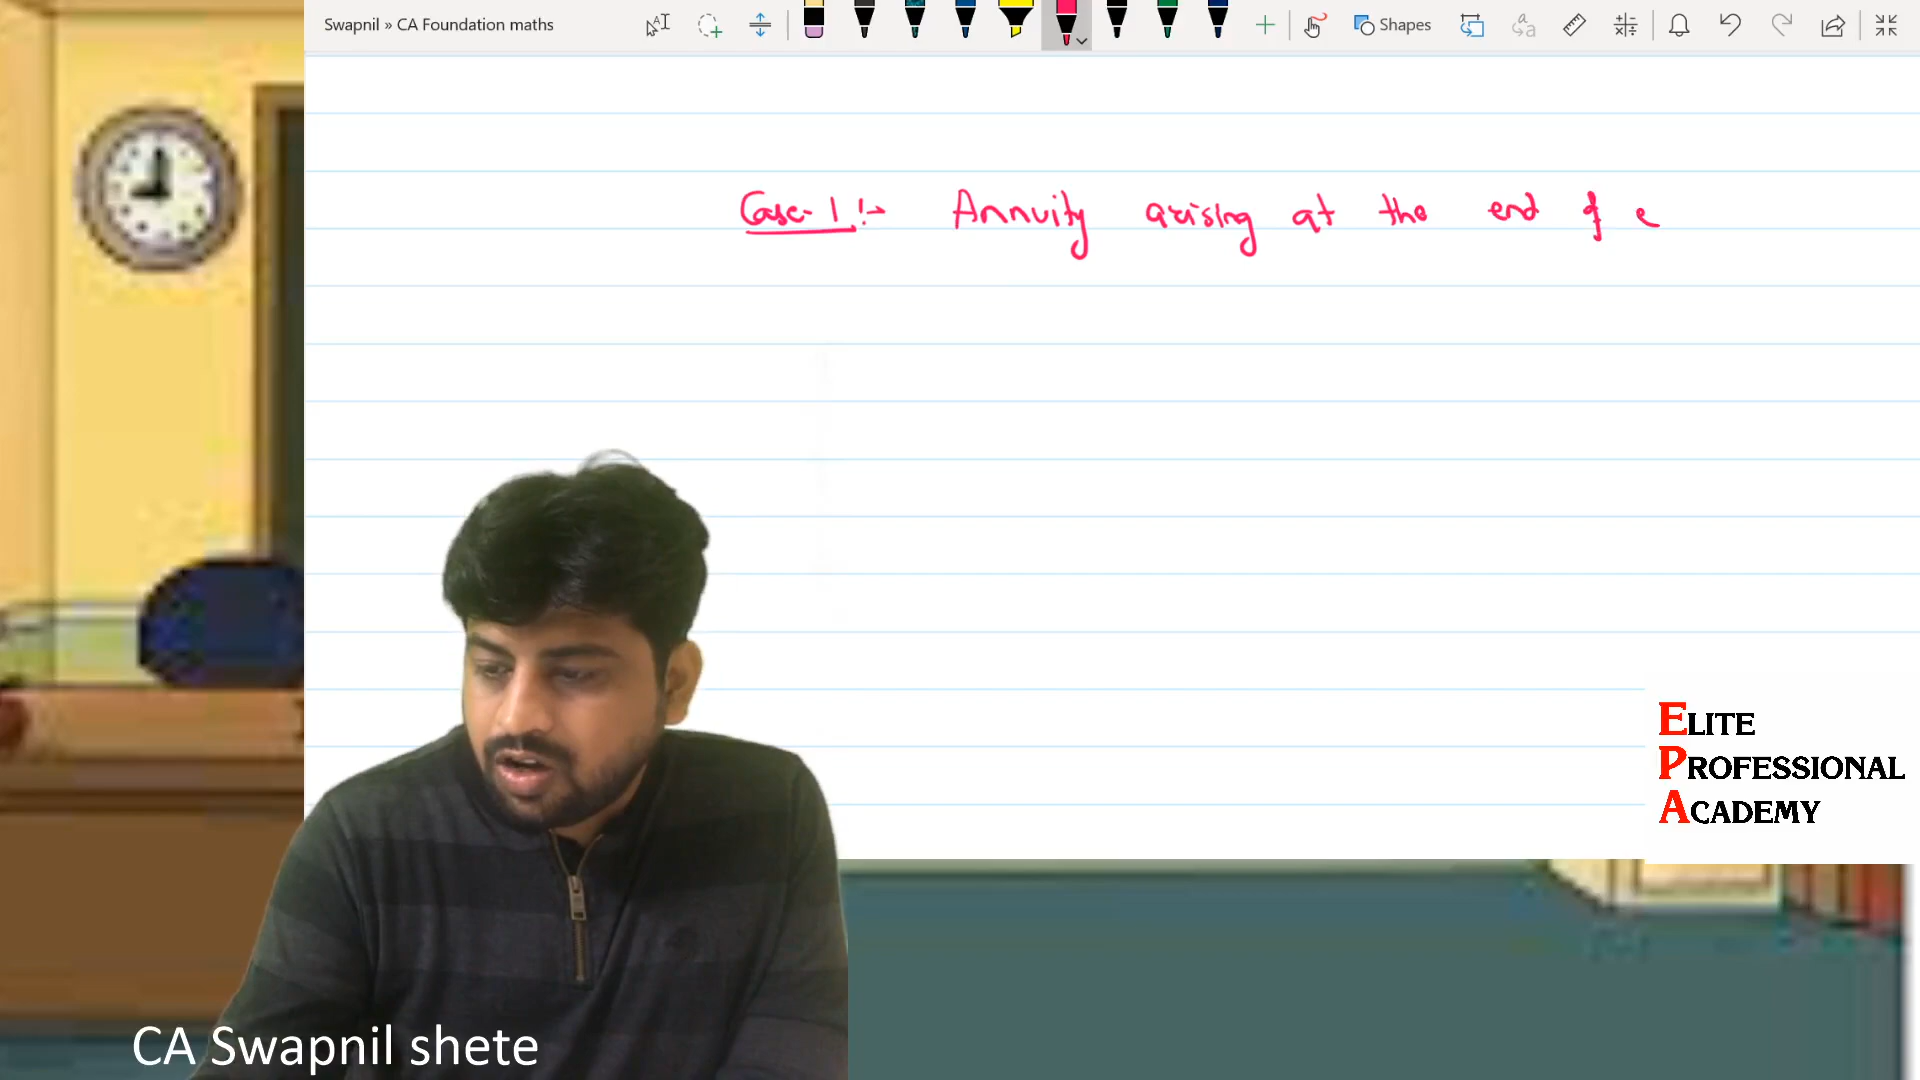 Swapnil » CA Foundation maths
Shapes
Case-1:- Annuity arising at the end of e
ELITE
PROFESSIONAL
ACADEMY
CA Swapnil shete